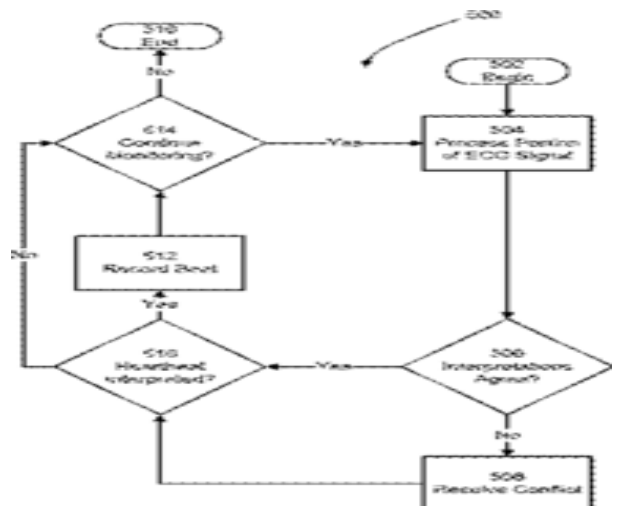 500
502
Begin
504
Process Portion
of ECG Signal
506
Interpretations
Agree?
No
508
Resolve Conflict
Yes
510
Heartbeat
Interpreted?
Yes
No
512
Record Beat
514
Continue
Monitoring?
Yes
No
End